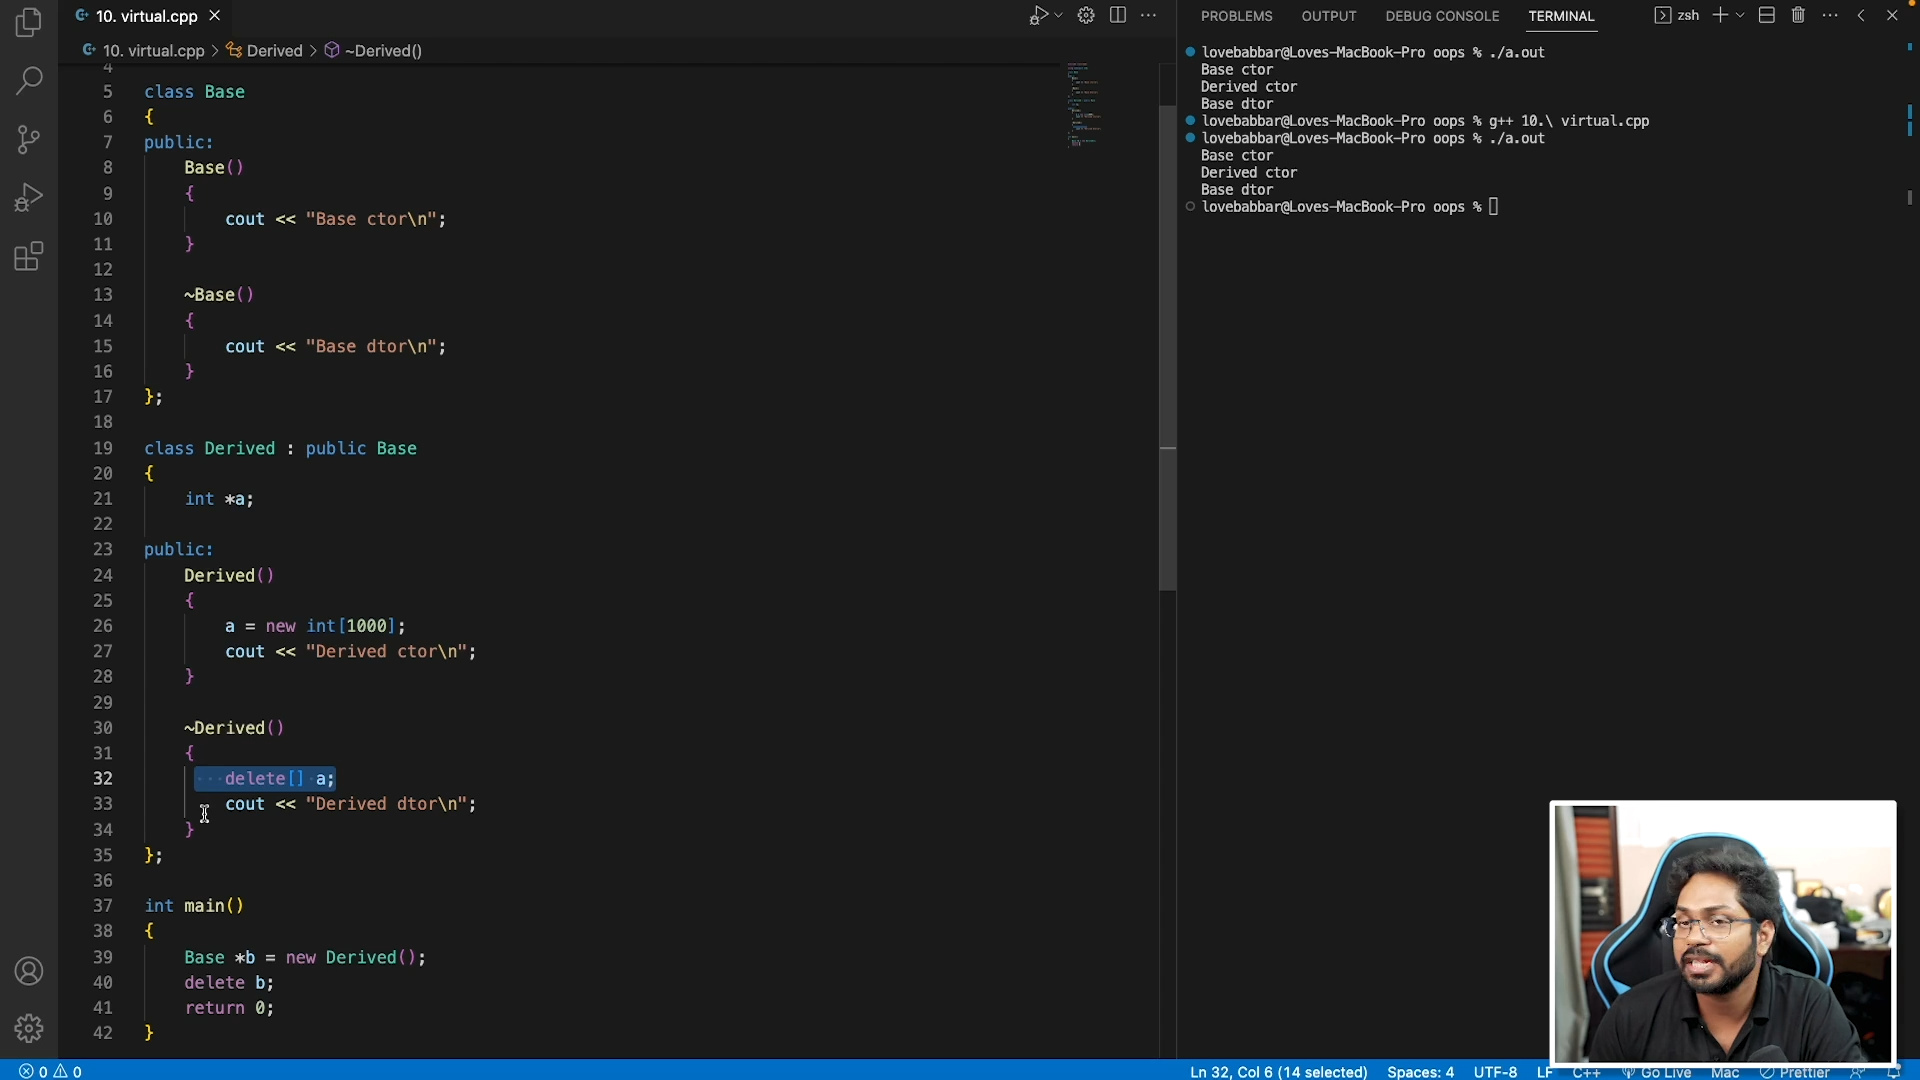 10. virtual.cpp
10. virtual.cpp > Derived > ~Derived()
4
5 class Base
6 {
7 public:
8 Base()
9 {
10 cout << "Base ctor\n";
11 }
12
13 ~Base()
14 {
15 cout << "Base dtor\n";
16 }
17 };
18
19 class Derived : public Base
20 {
21 int *a;
22
23 public:
24 Derived()
25 {
26 a = new int[1000];
27 cout << "Derived ctor\n";
28 }
29
30 ~Derived()
31 {
32 delete[] a;
33 cout << "Derived dtor\n";
34 }
35 };
36
37 int main()
38 {
39 Base *b = new Derived();
40 delete b;
41 return 0;
42 }
PROBLEMS OUTPUT DEBUG CONSOLE TERMINAL zsh
lovebabbar@Loves-MacBook-Pro oops % ./a.out
Base ctor
Derived ctor
Base dtor
lovebabbar@Loves-MacBook-Pro oops % g++ 10.\ virtual.cpp
lovebabbar@Loves-MacBook-Pro oops % ./a.out
Base ctor
Derived ctor
Base dtor
lovebabbar@Loves-MacBook-Pro oops %
0 0 Ln 32, Col 6 (14 selected) Spaces: 4 UTF-8 LF C++ Go Live Mac Prettier